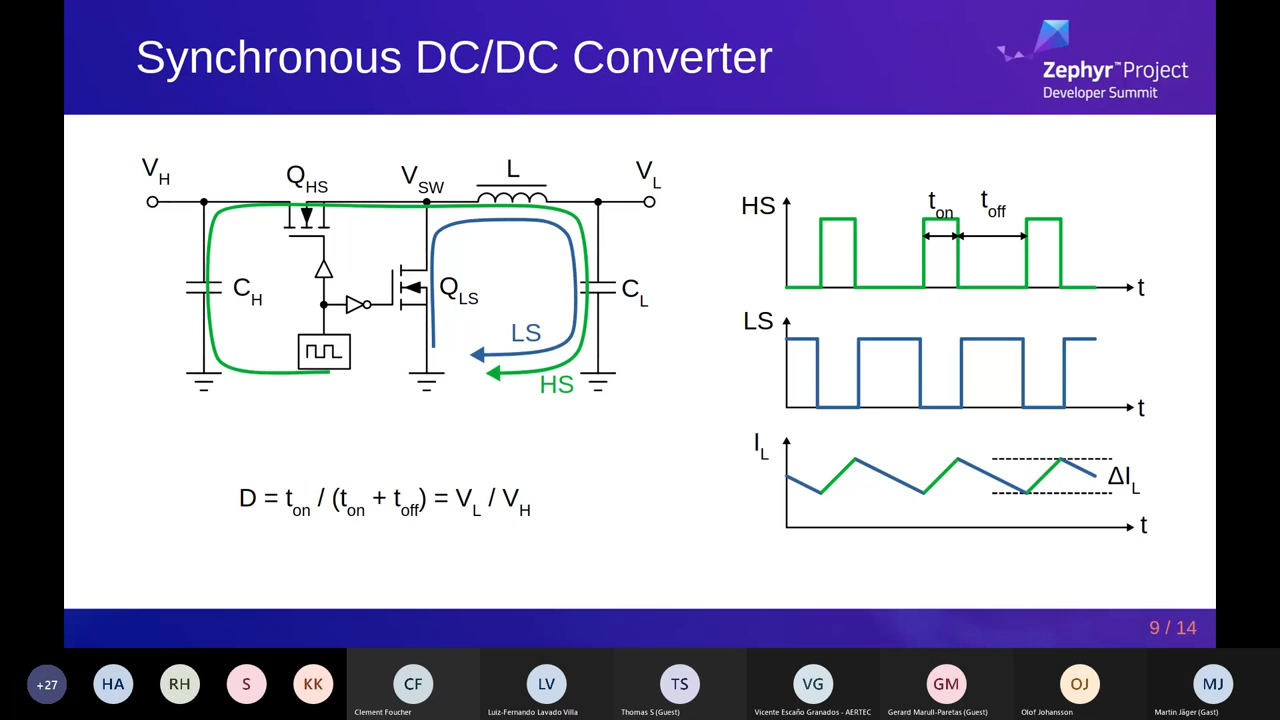 Synchronous DC/DC Converter
Zephyr™Project
Developer Summit
VH
QHS
VSW
L
VL
CH
QLS
CL
LS
HS
D = ton / (ton + toff) = VL / VH
HS
ton
toff
t
LS
t
IL
ΔIL
t
9 / 14
+27
HA
RH
S
KK
CF
LV
TS
VG
GM
OJ
MJ
Clement Foucher
Luiz-Fernando Lavado Villa
Thomas S (Guest)
Vicente Escaño Granados - AERTEC
Gerard Marull-Paretas (Guest)
Olof Johansson
Martin Jäger (Gast)